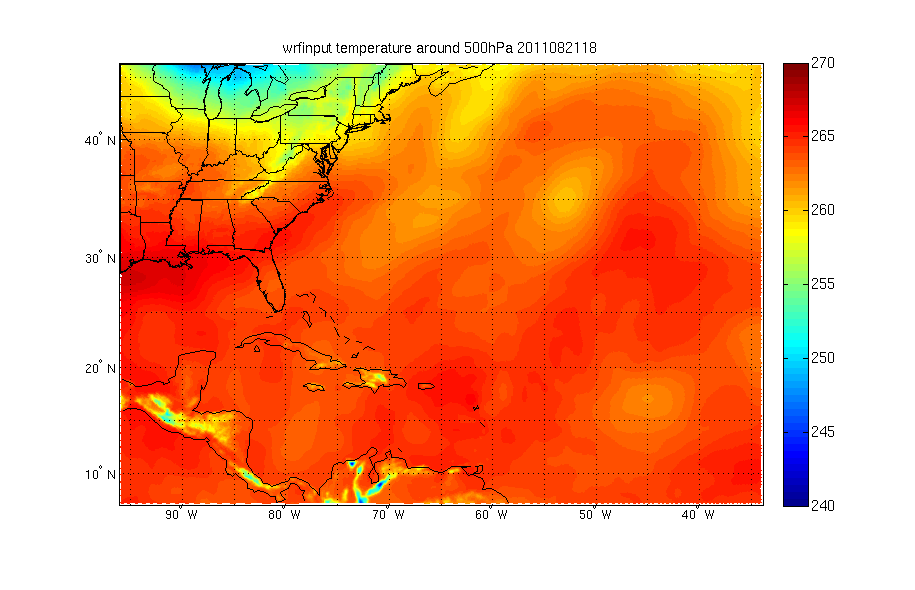 wrfinput temperature around 500hPa 2011082118
40° N
30° N
20° N
10° N
90° W
80° W
70° W
60° W
50° W
40° W
270
265
260
255
250
245
240